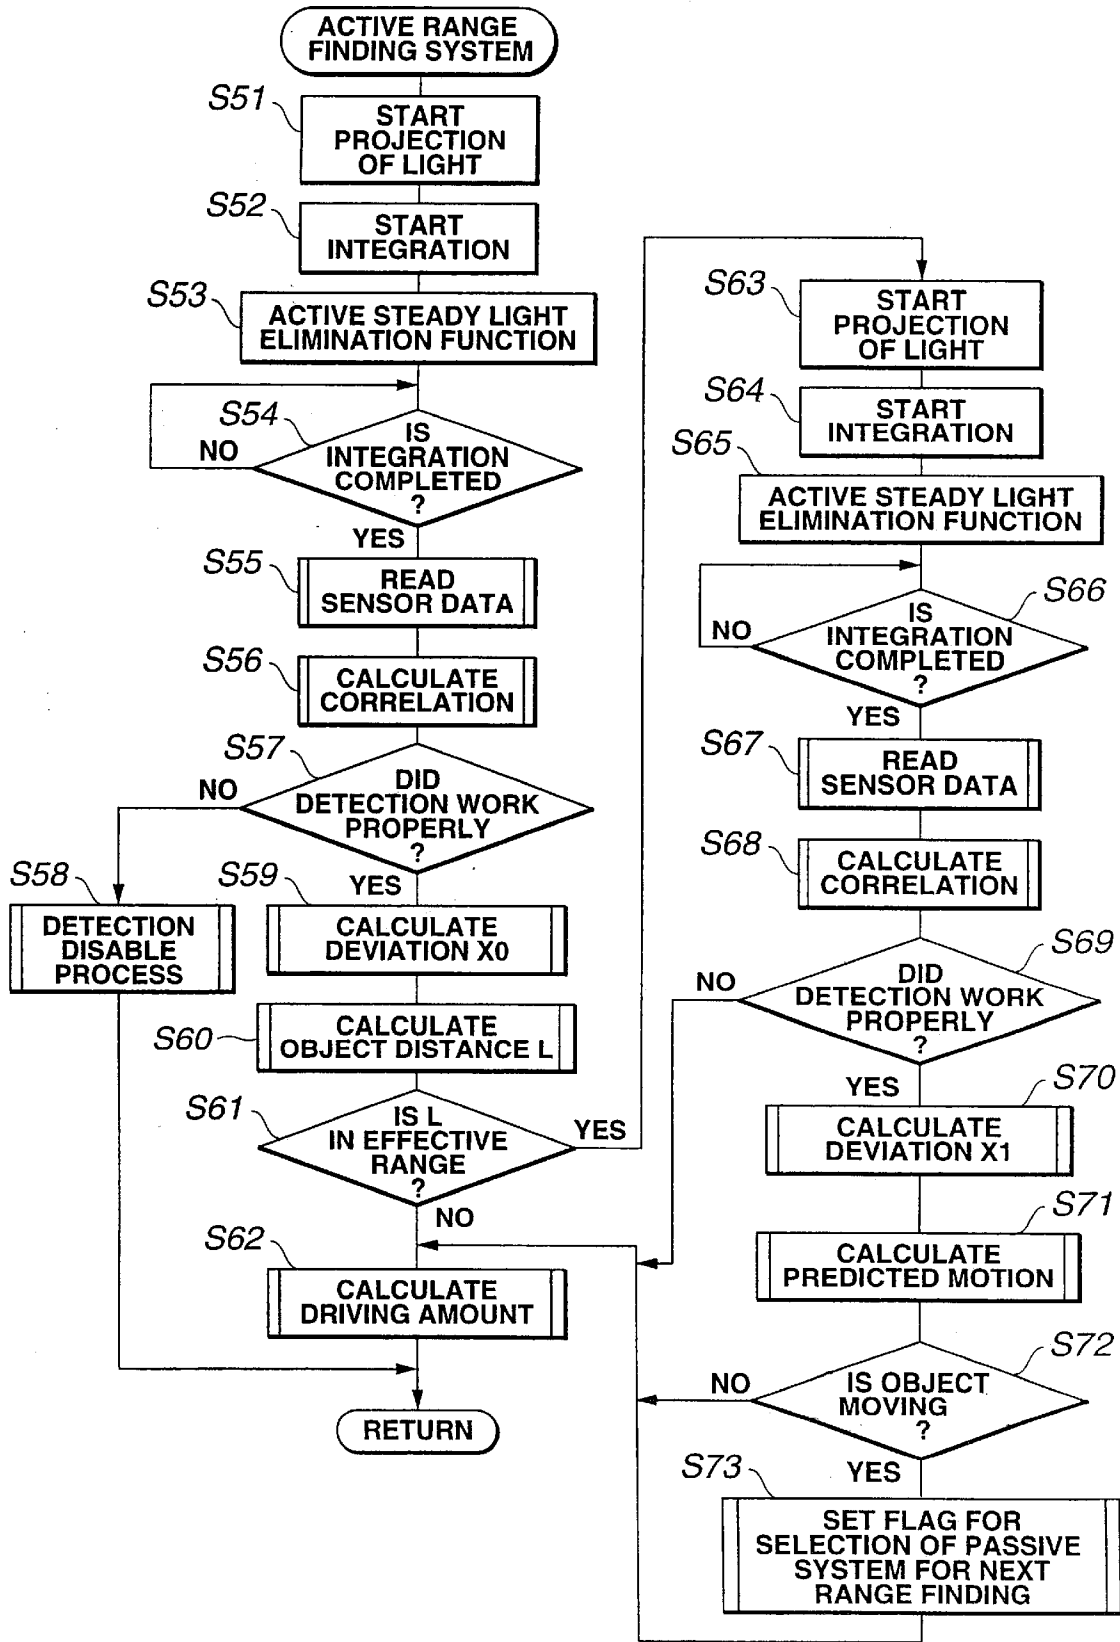 ACTIVE RANGE
FINDING SYSTEM
S51
START
PROJECTION
OF LIGHT
S52
START
INTEGRATION
S53
ACTIVE STEADY LIGHT
ELIMINATION FUNCTION
S54
NO
IS
INTEGRATION
COMPLETED
?
YES
S55
READ
SENSOR DATA
S56
CALCULATE
CORRELATION
S57
NO
DID
DETECTION WORK
PROPERLY
?
YES
S58
DETECTION
DISABLE
PROCESS
S59
CALCULATE
DEVIATION X0
S60
CALCULATE
OBJECT DISTANCE L
S61
IS L
IN EFFECTIVE
RANGE
?
YES
NO
S62
CALCULATE
DRIVING AMOUNT
RETURN
S63
START
PROJECTION
OF LIGHT
S64
START
INTEGRATION
S65
ACTIVE STEADY LIGHT
ELIMINATION FUNCTION
S66
NO
IS
INTEGRATION
COMPLETED
?
YES
S67
READ
SENSOR DATA
S68
CALCULATE
CORRELATION
S69
NO
DID
DETECTION WORK
PROPERLY
?
YES
S70
CALCULATE
DEVIATION X1
S71
CALCULATE
PREDICTED MOTION
S72
NO
IS OBJECT
MOVING
?
YES
S73
SET FLAG FOR
SELECTION OF PASSIVE
SYSTEM FOR NEXT
RANGE FINDING